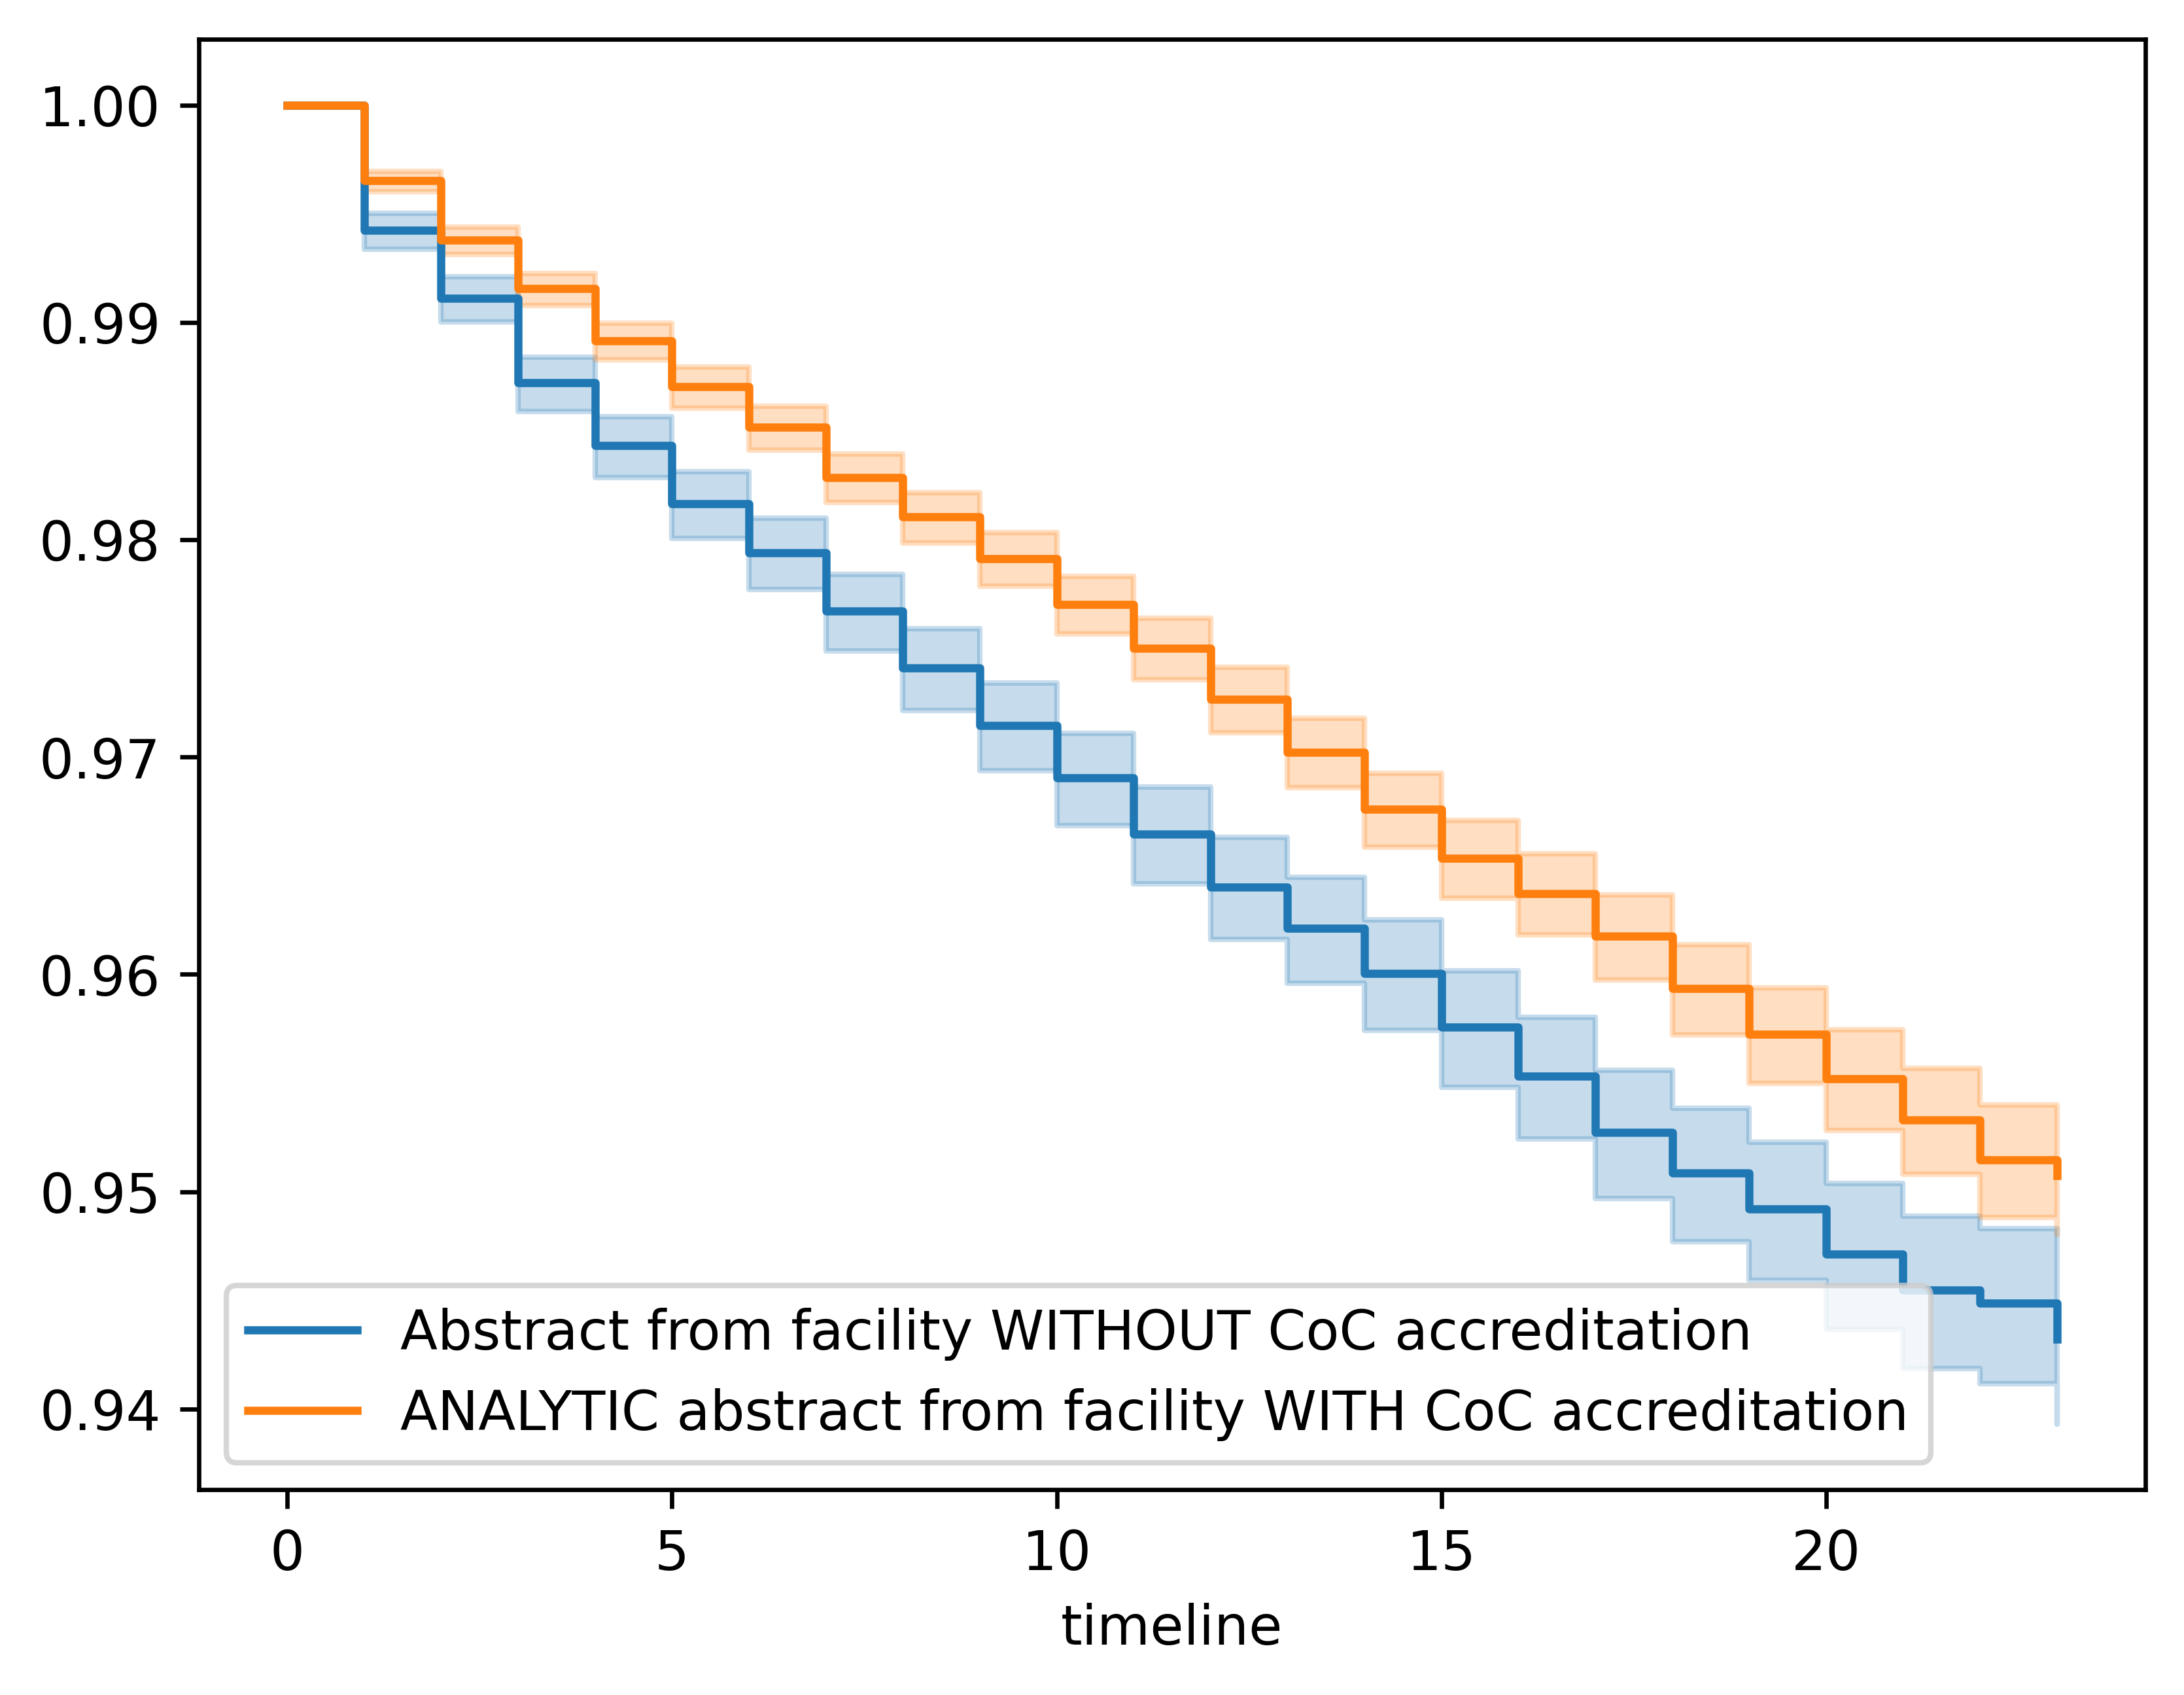 1.00
0.99
0.98
0.97
0.96
0.95
0.94
Abstract from facility WITHOUT CoC accreditation
ANALYTIC abstract from facility WITH CoC accreditation
0 5 10 15 20
timeline